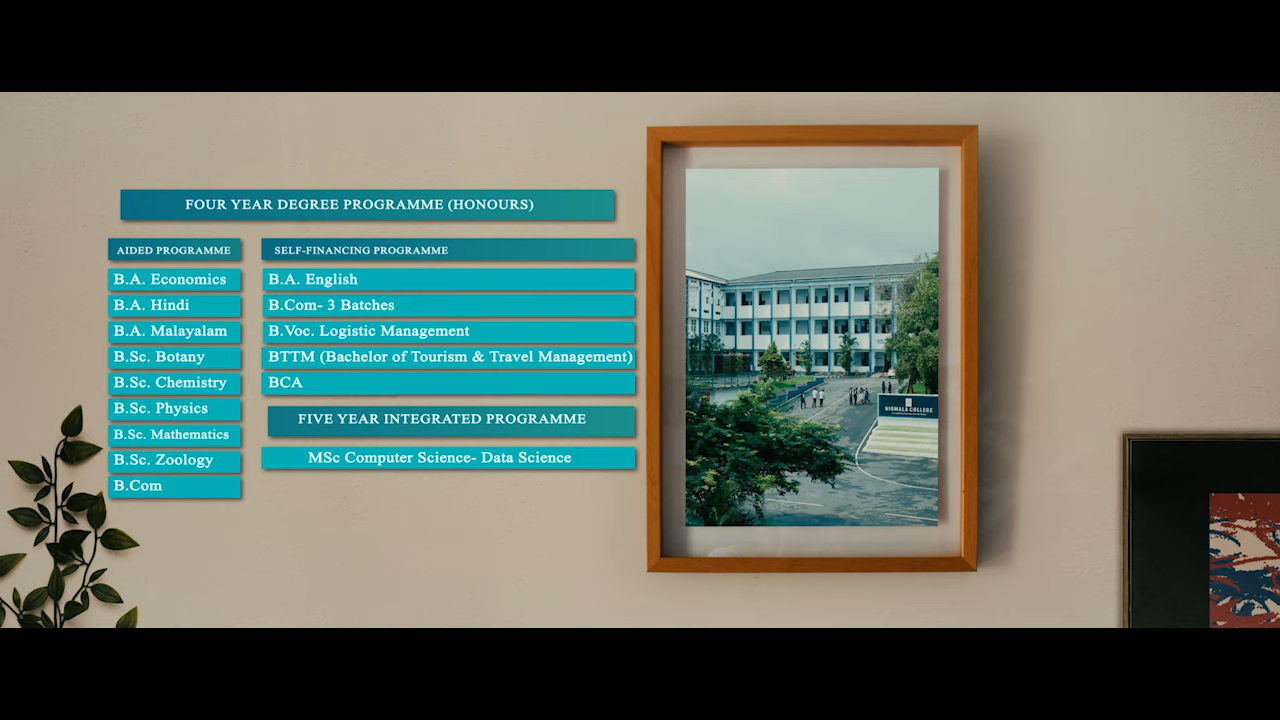 FOUR YEAR DEGREE PROGRAMME (HONOURS)
AIDED PROGRAMME
B.A. Economics
B.A. Hindi
B.A. Malayalam
B.Sc. Botany
B.Sc. Chemistry
B.Sc. Physics
B.Sc. Mathematics
B.Sc. Zoology
B.Com
SELF-FINANCING PROGRAMME
B.A. English
B.Com- 3 Batches
B.Voc. Logistic Management
BTTM (Bachelor of Tourism & Travel Management)
BCA
FIVE YEAR INTEGRATED PROGRAMME
MSc Computer Science- Data Science
NIRMALA COLLEGE